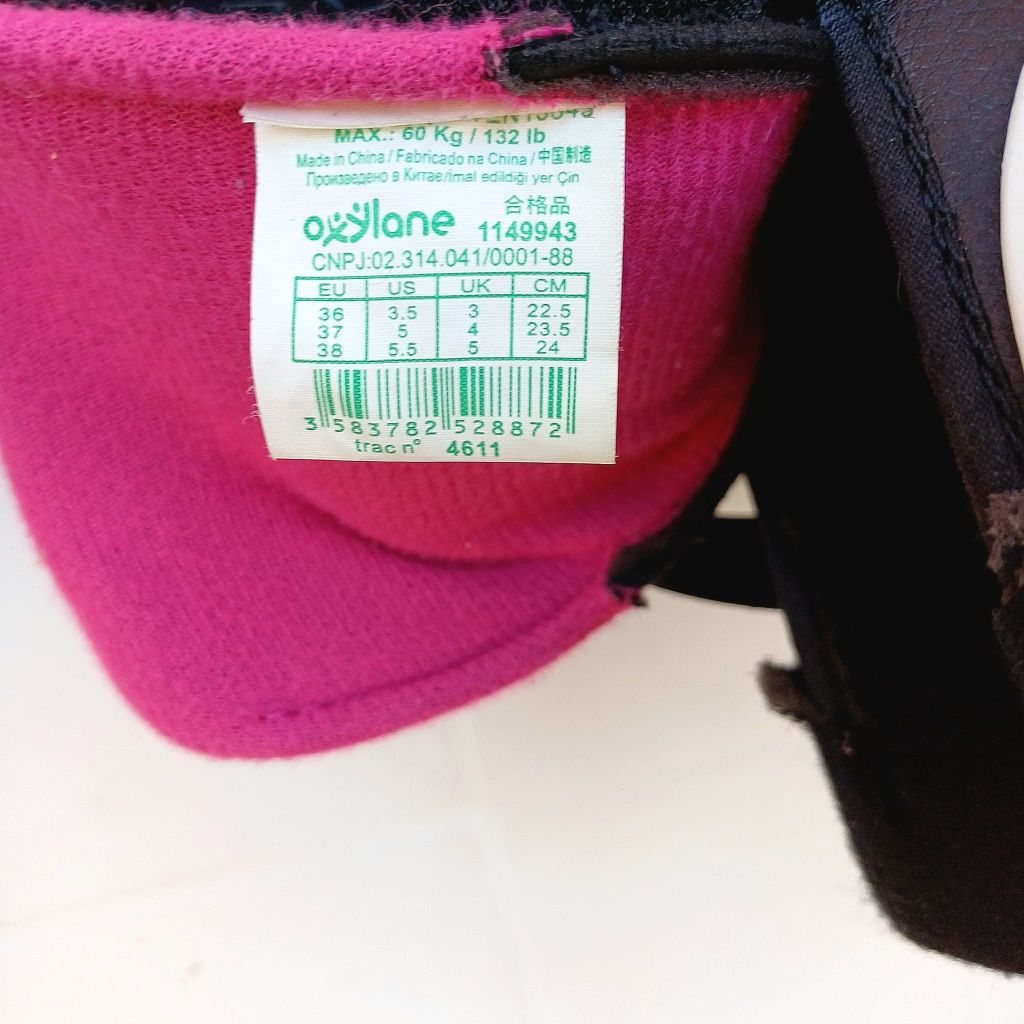 MAX.: 60 Kg / 132 lb
Made in China / Fabricado na China / 中国制造
Произведено в Китае/imal edildiği yer Çin
oxylane
合格品
1149943
CNPJ:02.314.041/0001-88
EU US UK CM
36 3.5 3 22.5
37 5 4 23.5
38 5.5 5 24
3 583782 528872
trac n° 4611